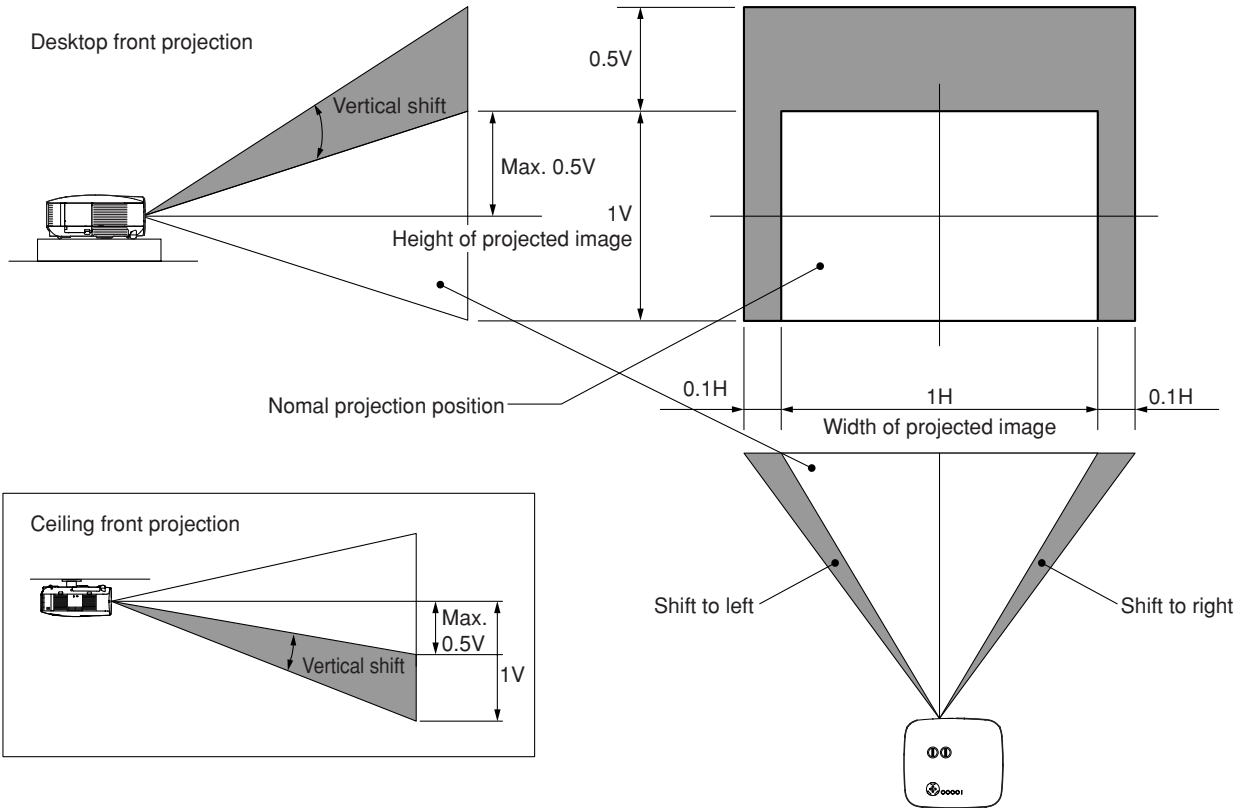 Desktop front projection
Vertical shift
Max. 0.5V
0.5V
1V
Height of projected image
Nomal projection position
0.1H
1H
0.1H
Width of projected image
Shift to left
Shift to right
Ceiling front projection
Vertical shift
Max.
0.5V
1V